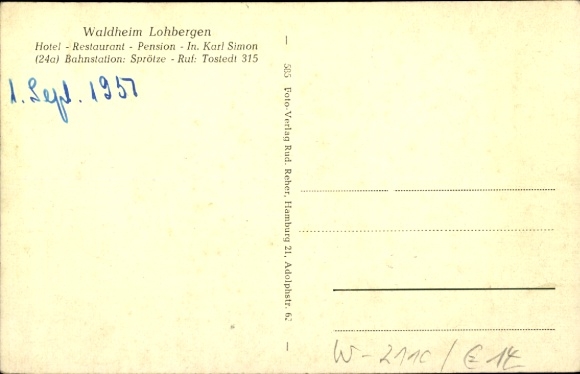 Waldheim Lohbergen
Hotel - Restaurant - Pension - In. Karl Simon
(24a) Bahnstation: Sprötze - Ruf: Tostedt 315
1. Sept. 1957
585 Foto-Verlag Rud. Reher, Hamburg 21, Adolphstr. 62
W-2110 / € 14